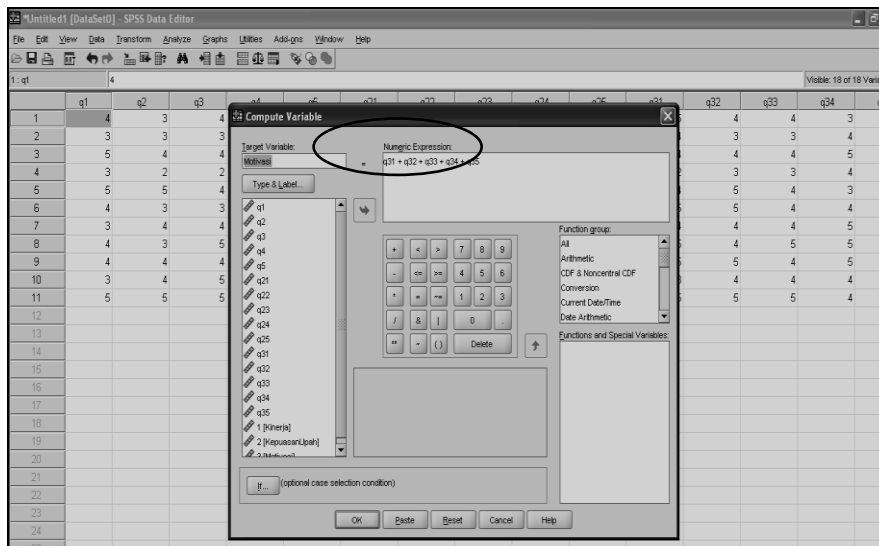 *Untitled1 [DataSet0] - SPSS Data Editor
File Edit View Data Transform Analyze Graphs Utilities Add-ons Window Help
1 : q1 4 Visible: 18 of 18 Varia
q1 q2 q3 q4 q5 q21 q22 q23 q24 q25 q31 q32 q33 q34
1 4 3 4 4 4 3
2 3 3 3 3 3 4
3 5 4 4 4 4 5
4 3 2 2 3 3 4
5 5 5 4 5 4 3
6 4 3 3 5 4 4
7 3 4 4 4 4 5
8 4 3 5 4 5 5
9 4 4 4 5 4 5
10 3 4 5 4 4 4
11 5 5 5 5 5 4
12
13
14
15
16
17
18
19
20
21
22
23
24
Compute Variable
Target Variable:
Motivasi
=
Numeric Expression:
q31 + q32 + q33 + q34 + q35
Type & Label...
q1
q2
q3
q4
q5
q21
q22
q23
q24
q25
q31
q32
q33
q34
q35
1 [Kinerja]
2 [KepuasanUpah]
+ < > 7 8 9
- <= >= 4 5 6
* = ~= 1 2 3
/ & | 0 .
** ~ ( ) Delete
Function group:
All
Arithmetic
CDF & Noncentral CDF
Conversion
Current Date/Time
Date Arithmetic
Functions and Special Variables:
If... (optional case selection condition)
OK Paste Reset Cancel Help